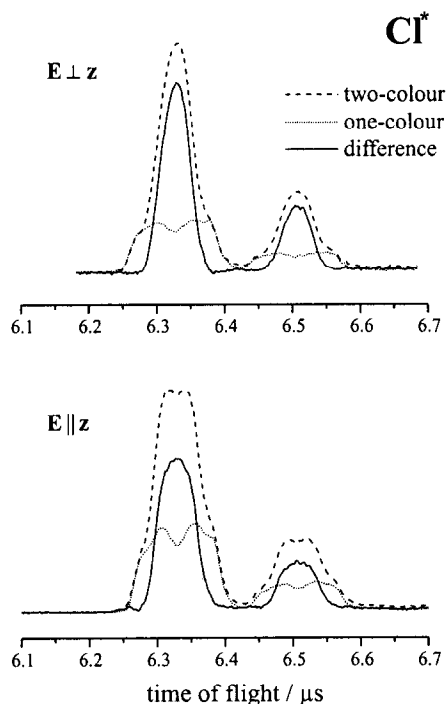 Cl*
E ⊥ z
two-colour
one-colour
difference
6.1 6.2 6.3 6.4 6.5 6.6 6.7
E || z
6.1 6.2 6.3 6.4 6.5 6.6 6.7
time of flight / μs